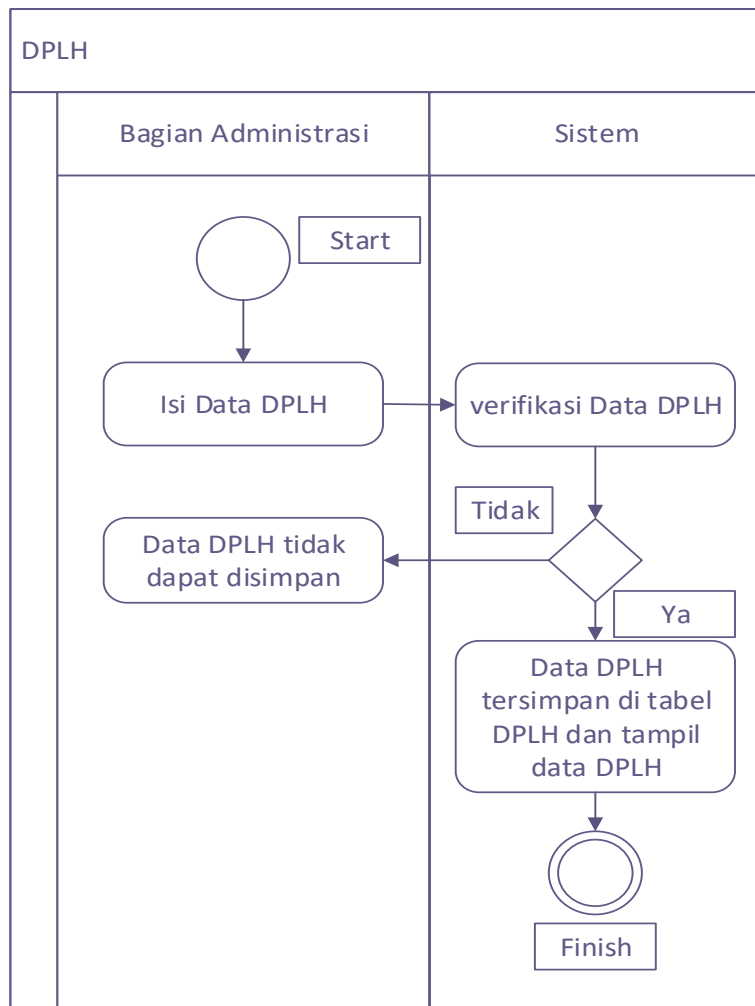 DPLH
Bagian Administrasi
Sistem
Start
Isi Data DPLH
verifikasi Data DPLH
Tidak
Data DPLH tidak
dapat disimpan
Ya
Data DPLH
tersimpan di tabel
DPLH dan tampil
data DPLH
Finish